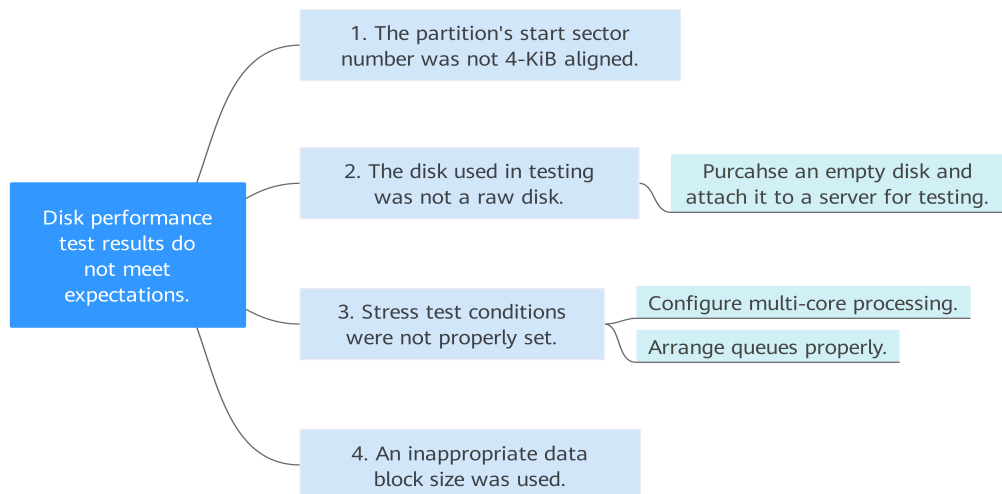 Disk performance
test results do
not meet
expectations.
1. The partition's start sector
number was not 4-KiB aligned.
2. The disk used in testing
was not a raw disk.
Purcahse an empty disk and
attach it to a server for testing.
3. Stress test conditions
were not properly set.
Configure multi-core processing.
Arrange queues properly.
4. An inappropriate data
block size was used.